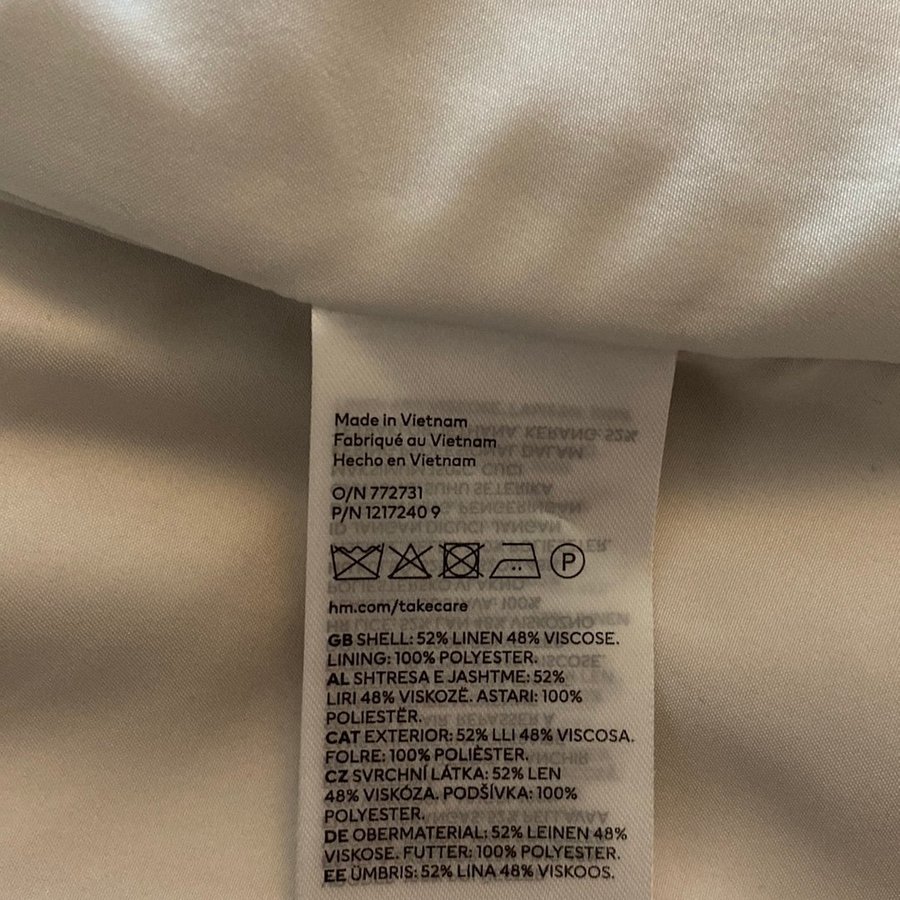 Made in Vietnam
Fabriqué au Vietnam
Hecho en Vietnam
O/N 772731
P/N 1217240 9
P
hm.com/takecare
GB SHELL: 52% LINEN 48% VISCOSE.
LINING: 100% POLYESTER.
AL SHTRESA E JASHTME: 52%
LIRI 48% VISKOZË. ASTARI: 100%
POLIESTËR.
CAT EXTERIOR: 52% LLI 48% VISCOSA.
FOLRE: 100% POLIÈSTER.
CZ SVRCHNÍ LÁTKA: 52% LEN
48% VISKÓZA. PODŠÍVKA: 100%
POLYESTER.
DE OBERMATERIAL: 52% LEINEN 48%
VISKOSE. FUTTER: 100% POLYESTER.
EE ÜMBRIS: 52% LINA 48% VISKOOS.